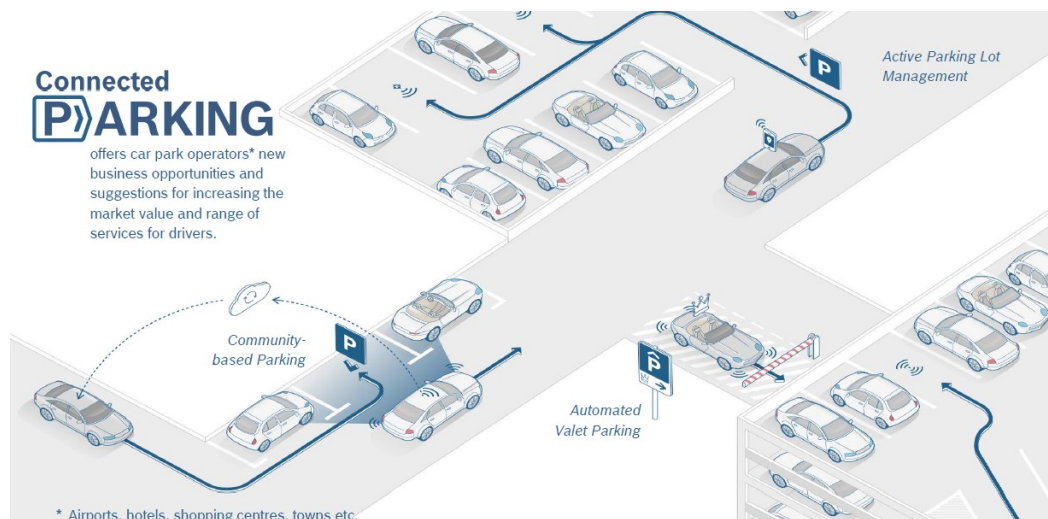 Connected
PARKING
offers car park operators* new
business opportunities and
suggestions for increasing the
market value and range of
services for drivers.
P
Active Parking Lot
Management
Community-
based Parking
P
P
Automated
Valet Parking
* Airports, hotels, shopping centres, towns etc.